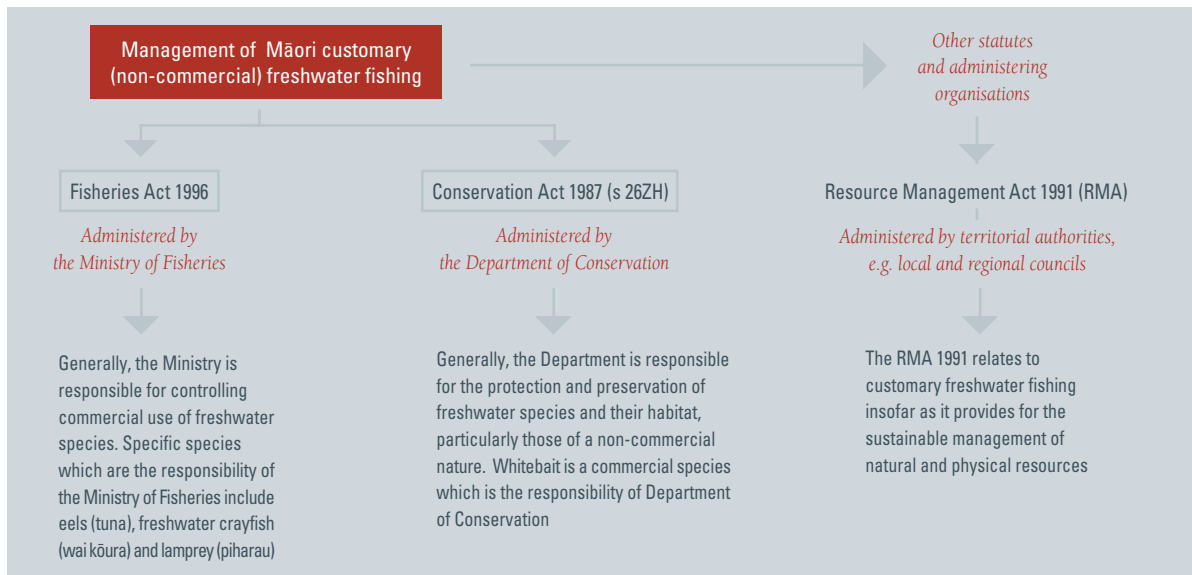 Management of Māori customary
(non-commercial) freshwater fishing
Other statutes
and administering
organisations
Fisheries Act 1996
Administered by
the Ministry of Fisheries
Generally, the Ministry is
responsible for controlling
commercial use of freshwater
species. Specific species
which are the responsibility of
the Ministry of Fisheries include
eels (tuna), freshwater crayfish
(wai kōura) and lamprey (piharau)
Conservation Act 1987 (s 26ZH)
Administered by
the Department of Conservation
Generally, the Department is responsible
for the protection and preservation of
freshwater species and their habitat,
particularly those of a non-commercial
nature. Whitebait is a commercial species
which is the responsibility of Department
of Conservation
Resource Management Act 1991 (RMA)
Administered by territorial authorities,
e.g. local and regional councils
The RMA 1991 relates to
customary freshwater fishing
insofar as it provides for the
sustainable management of
natural and physical resources